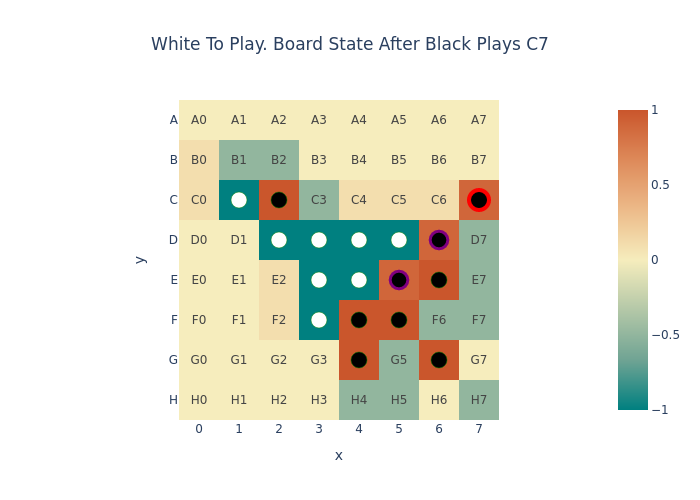 White To Play. Board State After Black Plays C7
A A0 A1 A2 A3 A4 A5 A6 A7
B B0 B1 B2 B3 B4 B5 B6 B7
C C0 C3 C4 C5 C6
D D0 D1 D7
E E0 E1 E2 E7
F F0 F1 F2 F6 F7
G G0 G1 G2 G3 G5 G7
H H0 H1 H2 H3 H4 H5 H6 H7
0 1 2 3 4 5 6 7
x
y
1
0.5
0
−0.5
−1